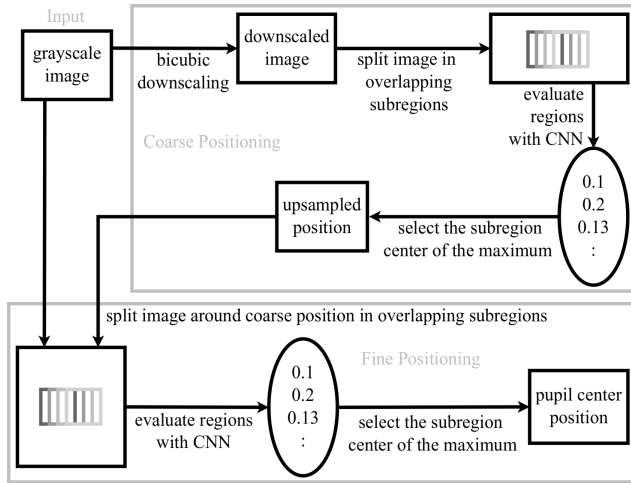 Input
grayscale
image
bicubic
downscaling
downscaled
image
split image in
overlapping
subregions
evaluate
regions
with CNN
Coarse Positioning
0.1
0.2
0.13
:
select the subregion
center of the maximum
upsampled
position
split image around coarse position in overlapping subregions
Fine Positioning
evaluate regions
with CNN
0.1
0.2
0.13
:
select the subregion
center of the maximum
pupil center
position